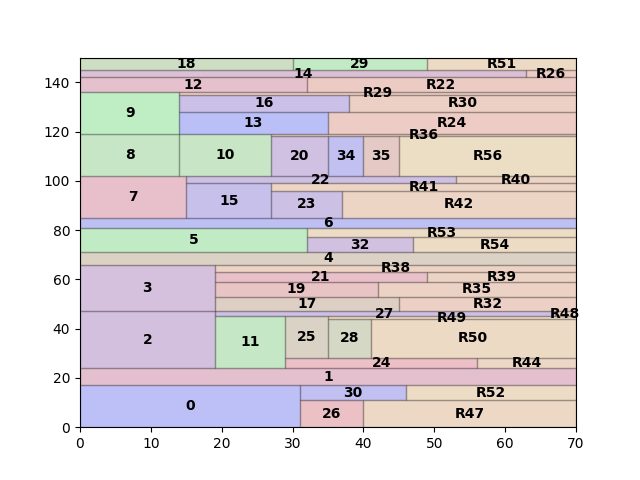 18 29 R51
14 R26
12 R22
140
R29
16 R30
9
13 R24
120
R36
8 10 20 34 35 R56
100
22 R40
R41
7 15 23 R42
6
80
5 R53
32 R54
4
R38
21 R39
60
3 19 R35
17 R32
27 R48
R49
40
2 11 25 28 R50
24 R44
20
1
30 R52
0 26 R47
0
0 10 20 30 40 50 60 70